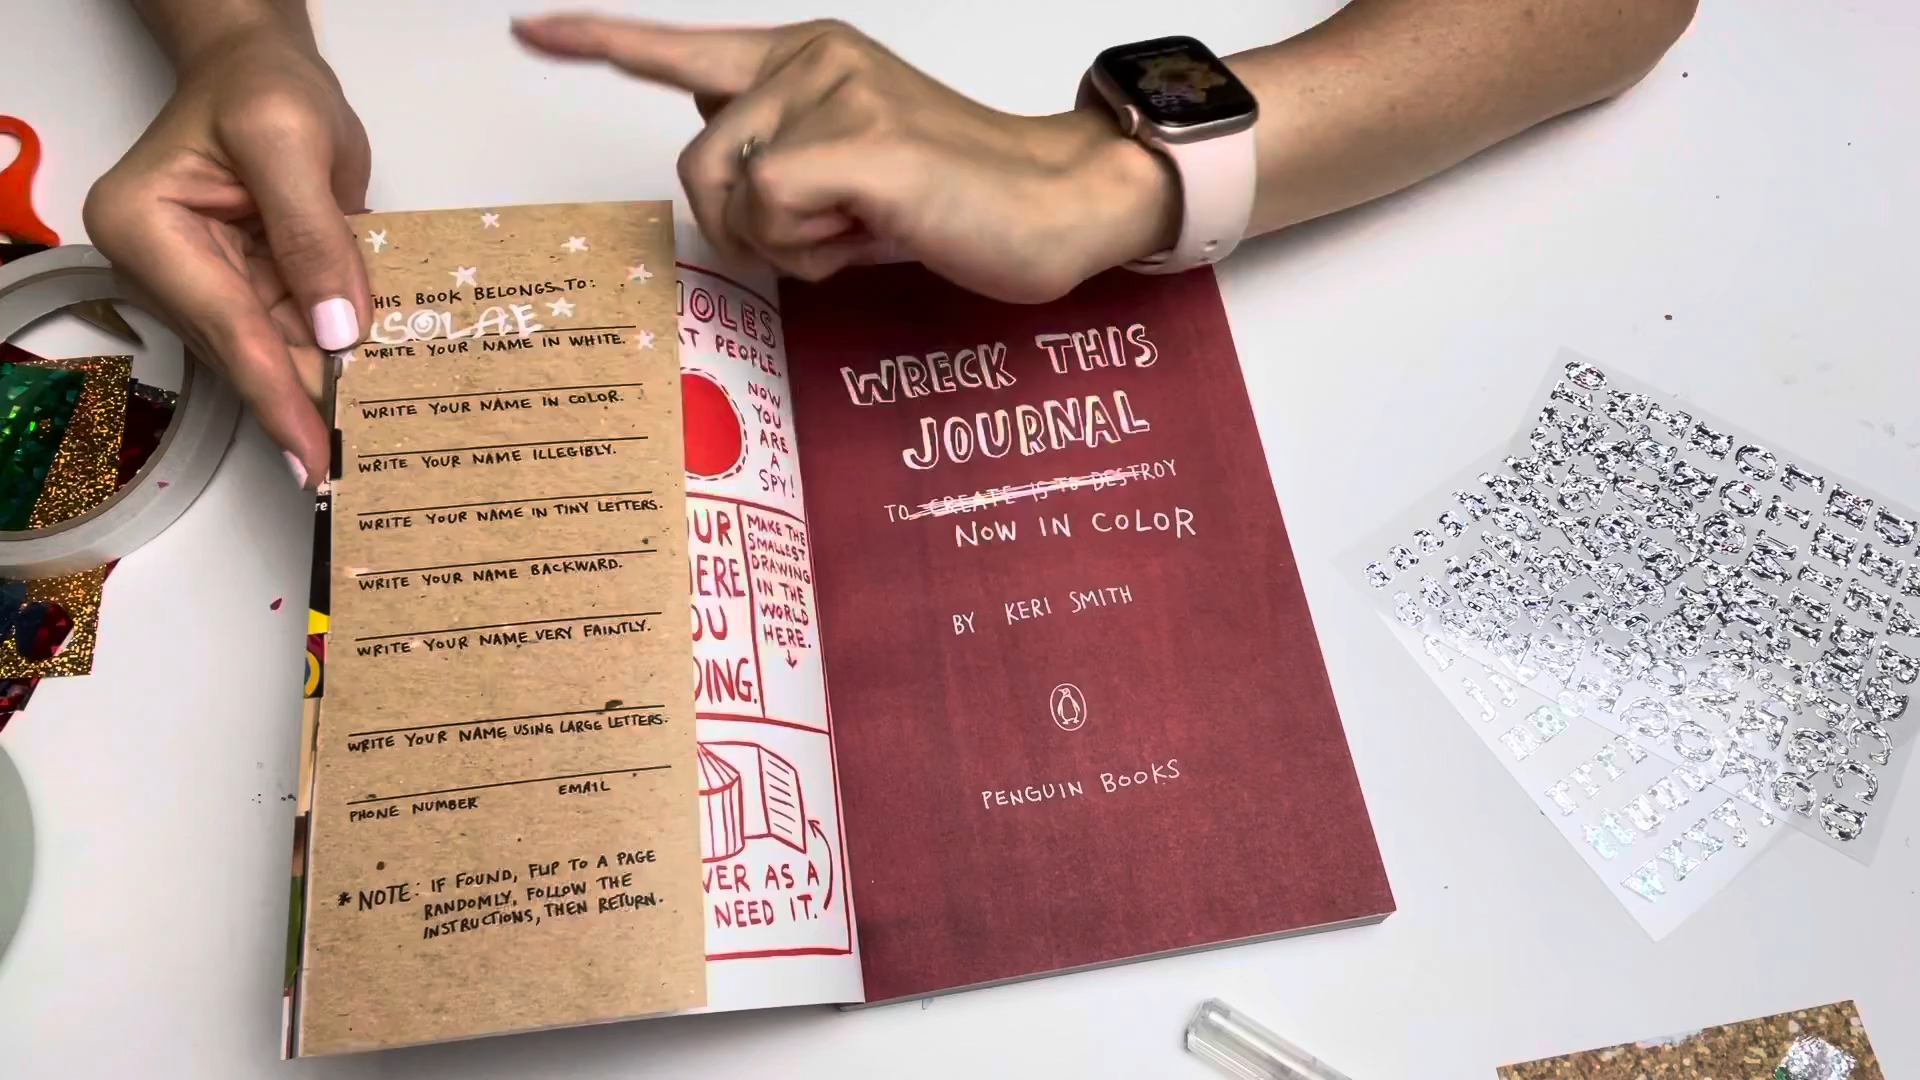 THIS BOOK BELONGS TO:
ISOLAE
WRITE YOUR NAME IN WHITE.
WRITE YOUR NAME IN COLOR.
WRITE YOUR NAME ILLEGIBLY.
WRITE YOUR NAME IN TINY LETTERS.
WRITE YOUR NAME BACKWARD.
WRITE YOUR NAME VERY FAINTLY.
WRITE YOUR NAME USING LARGE LETTERS.
PHONE NUMBER EMAIL
* NOTE: IF FOUND, FLIP TO A PAGE
RANDOMLY, FOLLOW THE
INSTRUCTIONS, THEN RETURN.
HOLES
AT PEOPLE.
NOW
YOU
ARE
A
SPY!
UR
ERE
OU
DING.
MAKE THE
SMALLEST
DRAWING
IN THE
WORLD
HERE.
VER AS A
NEED IT.
WRECK THIS
JOURNAL
TO CREATE IS TO DESTROY
NOW IN COLOR
BY KERI SMITH
PENGUIN BOOKS